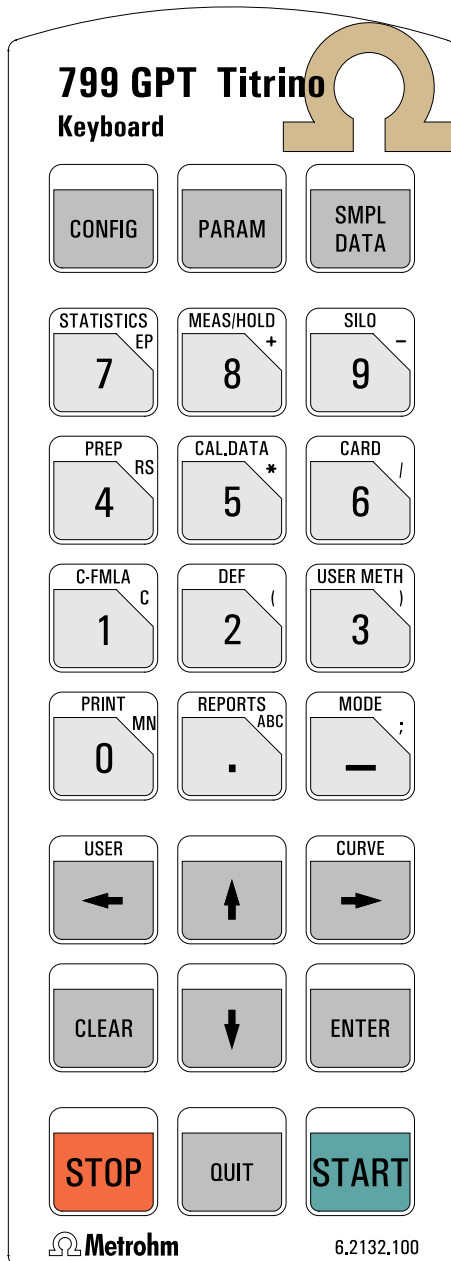 799 GPT Titrino
Keyboard
CONFIG
PARAM
SMPL
DATA
STATISTICS
EP
7
MEAS/HOLD
+
8
SILO
–
9
PREP
RS
4
CAL.DATA
*
5
CARD
/
6
C-FMLA
C
1
DEF
(
2
USER METH
)
3
PRINT
MN
0
REPORTS
ABC
.
MODE
;
–
USER
←
↑
CURVE
→
CLEAR
↓
ENTER
STOP
QUIT
START
Ω Metrohm
6.2132.100